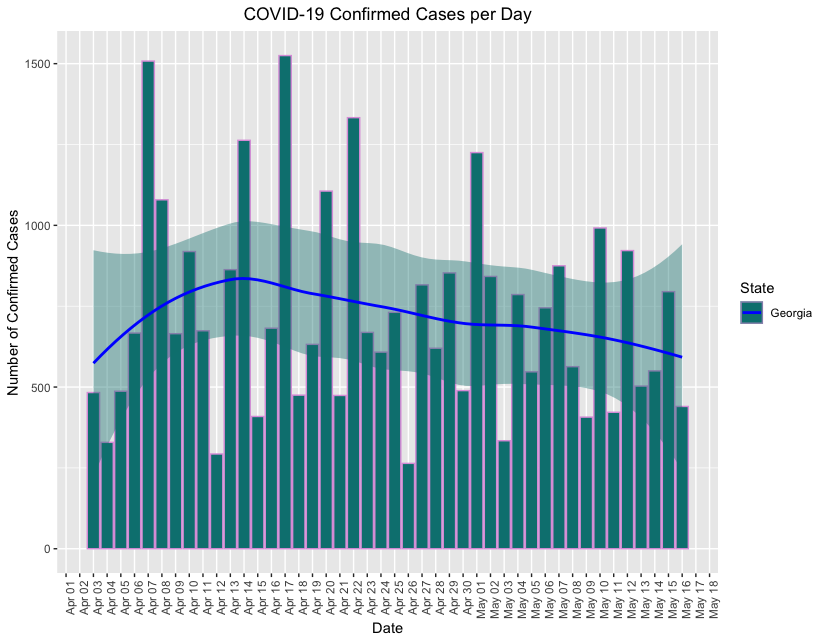 COVID-19 Confirmed Cases per Day
Number of Confirmed Cases
1500
1000
500
0
Apr 01
Apr 02
Apr 03
Apr 04
Apr 05
Apr 06
Apr 07
Apr 08
Apr 09
Apr 10
Apr 11
Apr 12
Apr 13
Apr 14
Apr 15
Apr 16
Apr 17
Apr 18
Apr 19
Apr 20
Apr 21
Apr 22
Apr 23
Apr 24
Apr 25
Apr 26
Apr 27
Apr 28
Apr 29
Apr 30
May 01
May 02
May 03
May 04
May 05
May 06
May 07
May 08
May 09
May 10
May 11
May 12
May 13
May 14
May 15
May 16
May 17
May 18
Date
State
Georgia